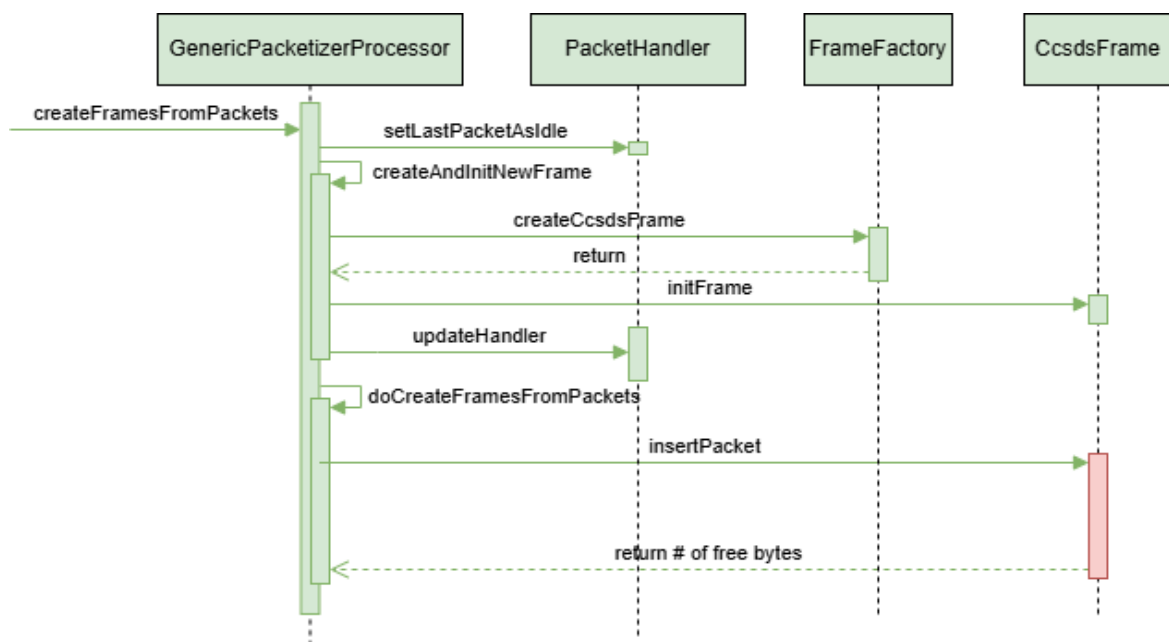 GenericPacketizerProcessor
PacketHandler
FrameFactory
CcsdsFrame
createFramesFromPackets
setLastPacketAsIdle
createAndInitNewFrame
createCcsdsFrame
return
initFrame
updateHandler
doCreateFramesFromPackets
insertPacket
return # of free bytes